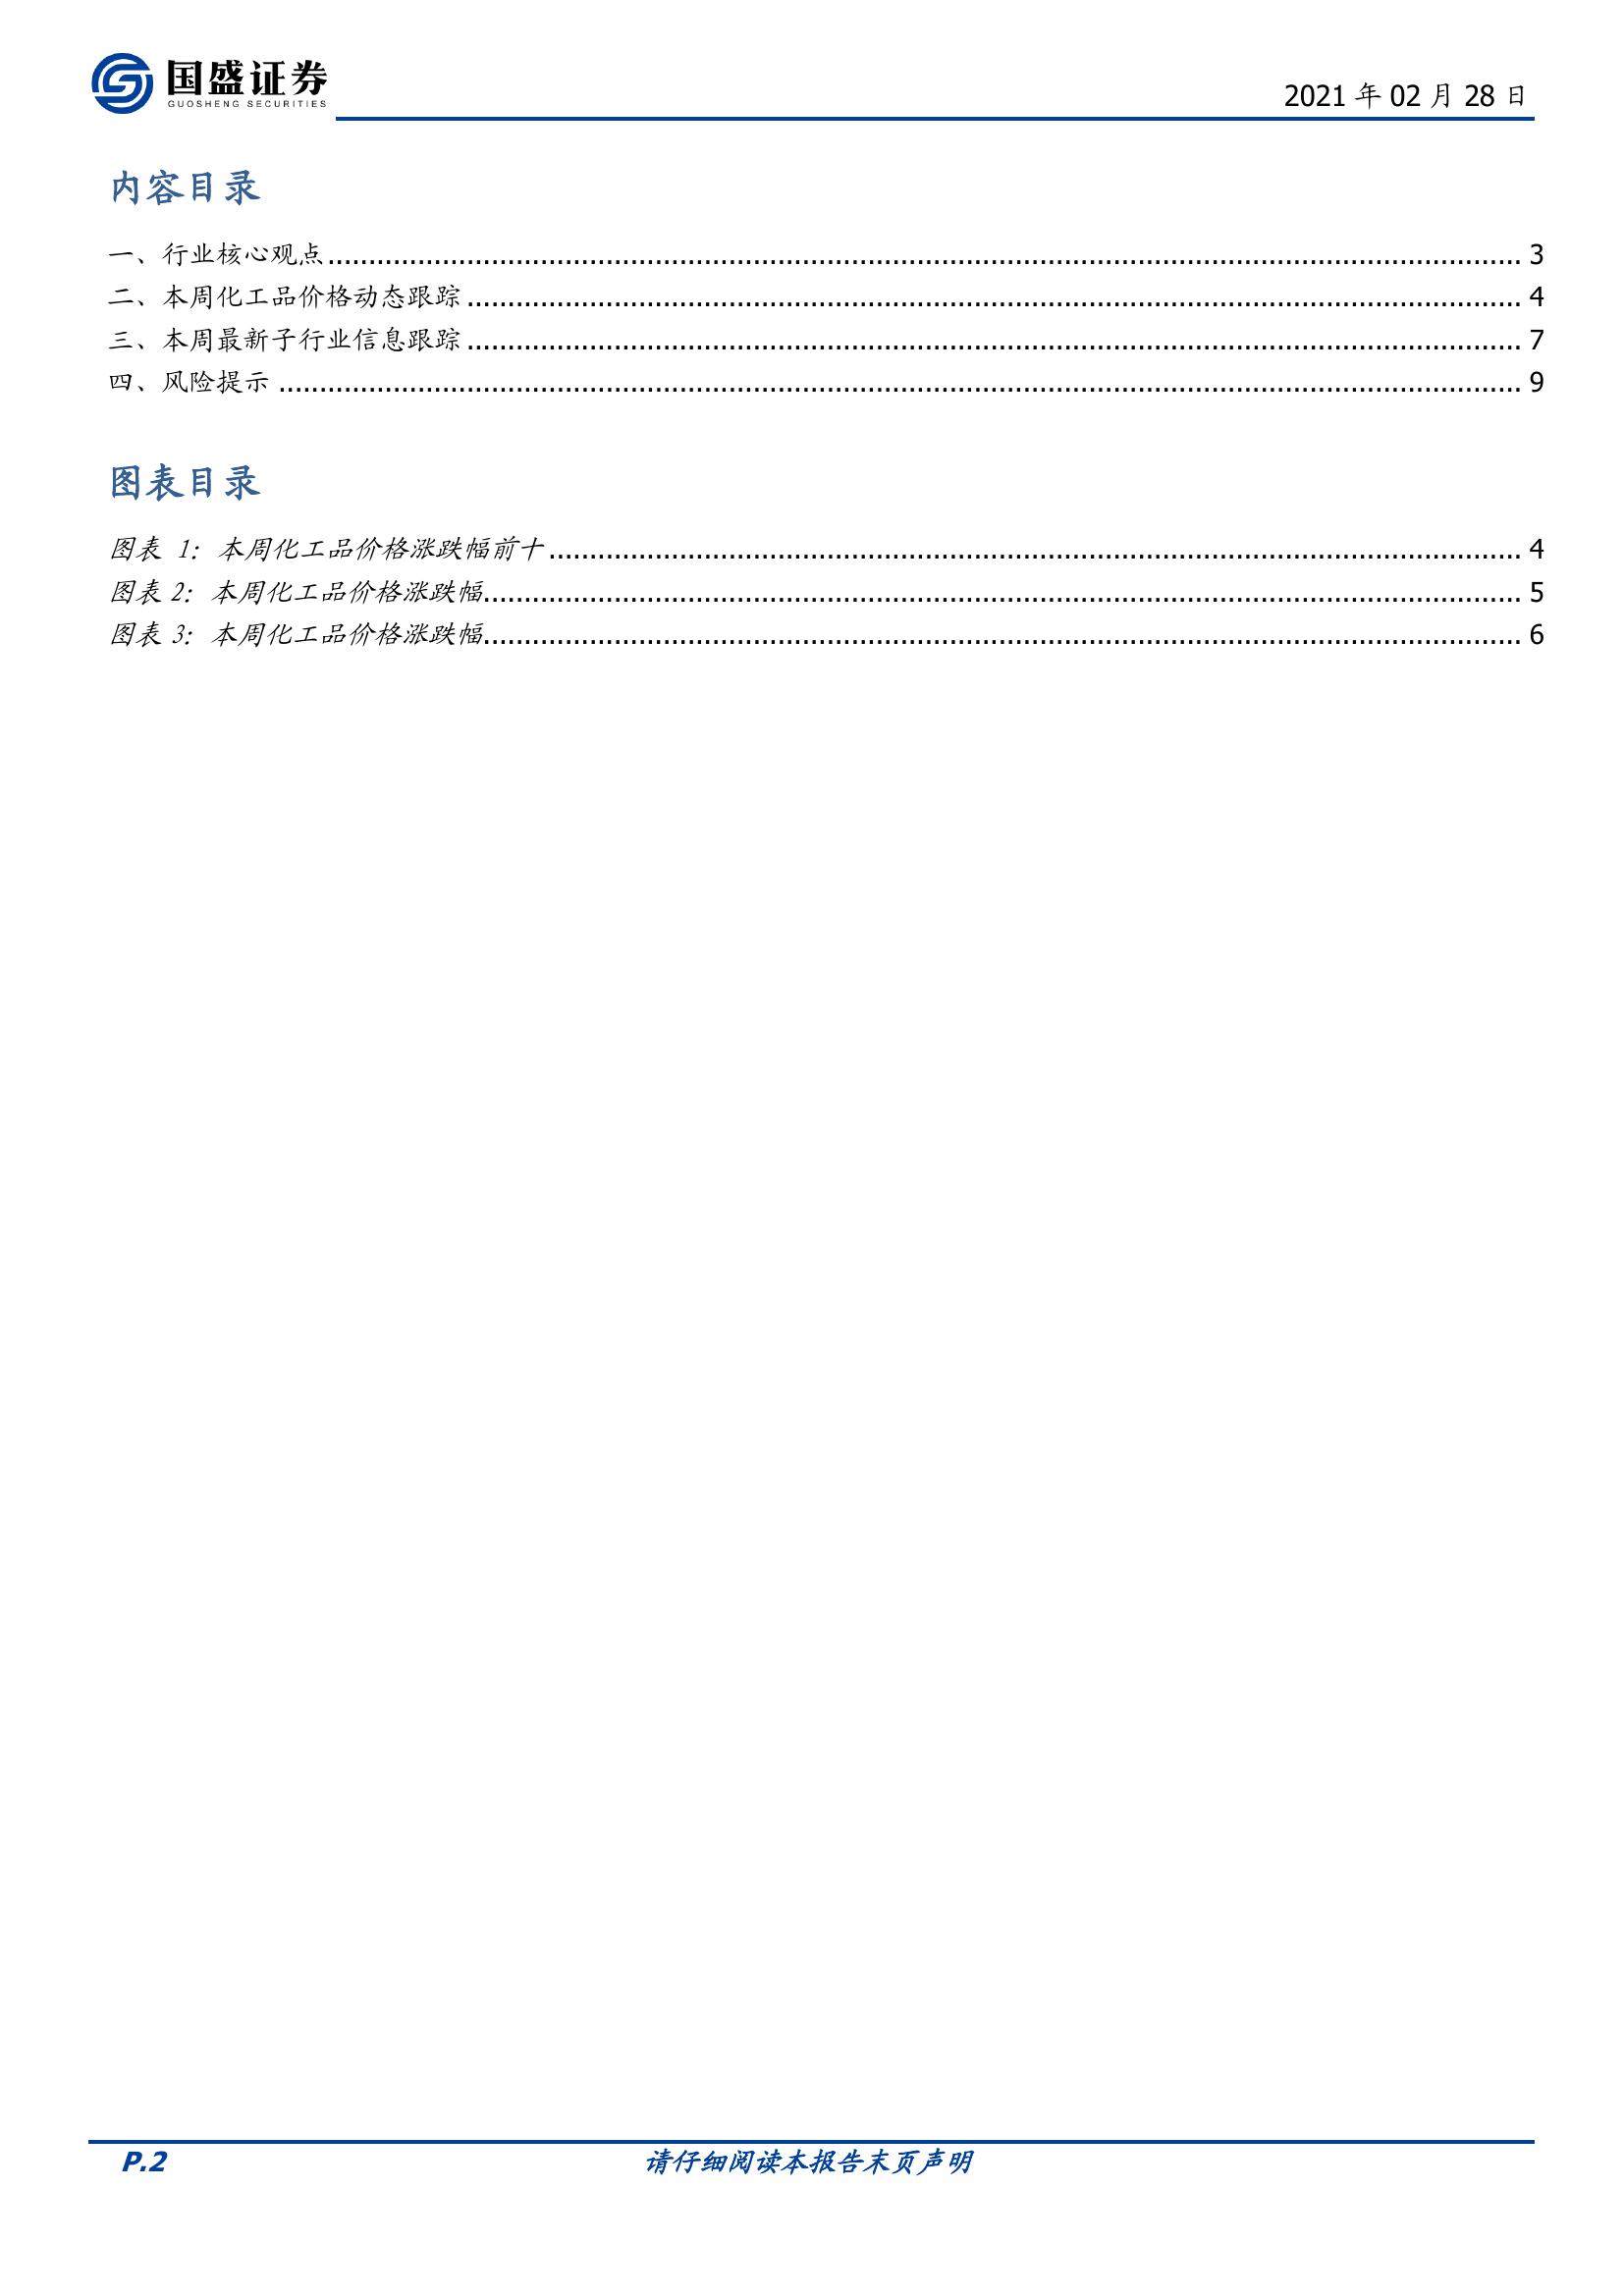 国盛证券
GUOSHENG SECURITIES
2021 年 02 月 28 日
内容目录
一、行业核心观点........................................................................ 3
二、本周化工品价格动态跟踪........................................................................ 4
三、本周最新子行业信息跟踪........................................................................ 7
四、风险提示........................................................................ 9
图表目录
图表 1：本周化工品价格涨跌幅前十........................................................................ 4
图表 2：本周化工品价格涨跌幅........................................................................ 5
图表 3：本周化工品价格涨跌幅........................................................................ 6
P.2
请仔细阅读本报告末页声明